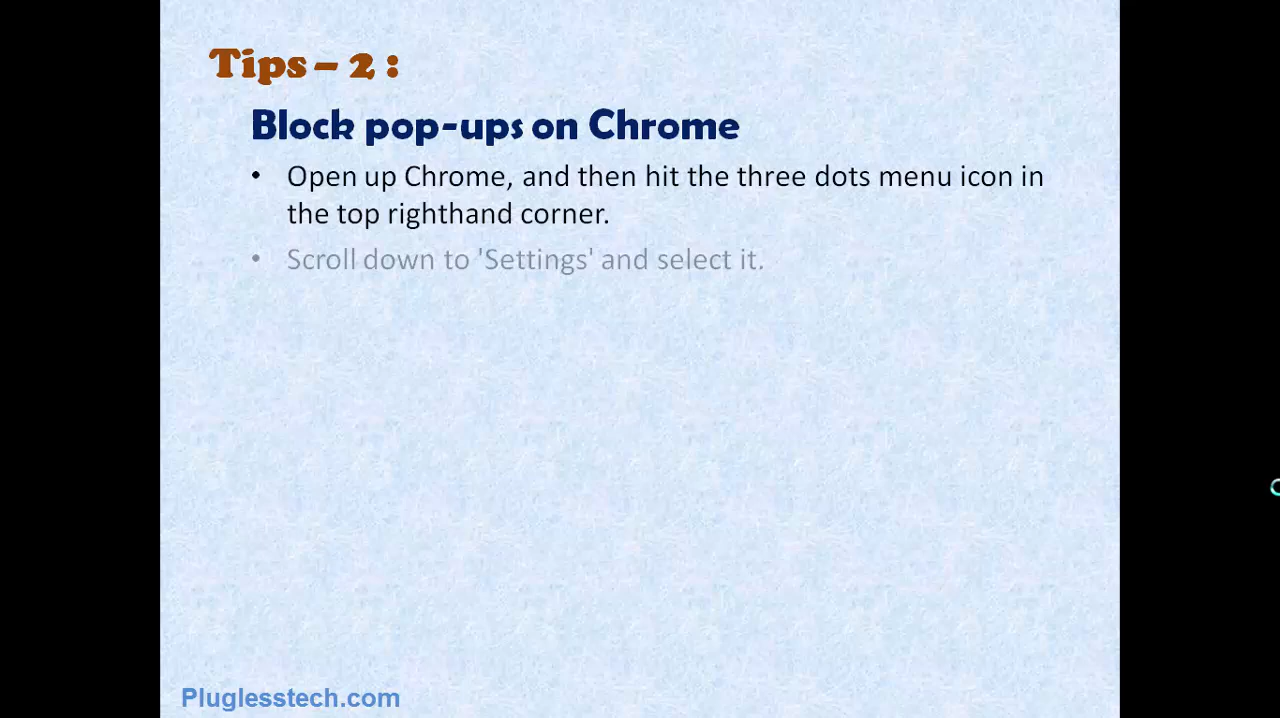 Tips – 2 :
Block pop-ups on Chrome
• Open up Chrome, and then hit the three dots menu icon in
the top righthand corner.
• Scroll down to 'Settings' and select it.
Pluglesstech.com